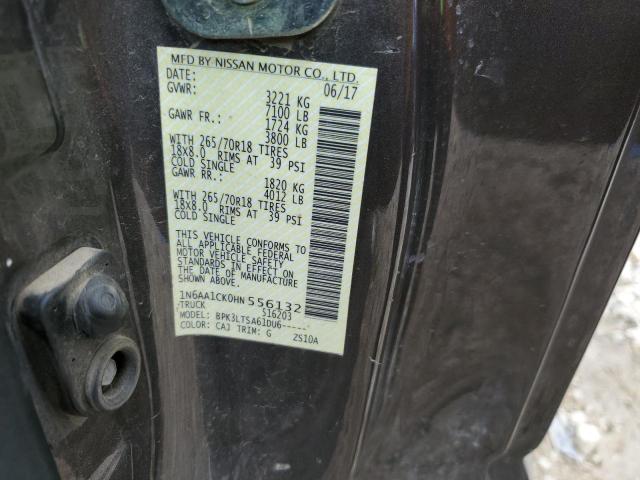 MFD BY NISSAN MOTOR CO., LTD.
DATE: 06/17
GVWR: 3221 KG
7100 LB
GAWR FR.: 1724 KG
3800 LB
WITH 265/70R18 TIRES
18x8.0 RIMS AT 39 PSI
COLD SINGLE
GAWR RR.: 1820 KG
4012 LB
WITH 265/70R18 TIRES
18x8.0 RIMS AT 39 PSI
COLD SINGLE
THIS VEHICLE CONFORMS TO
ALL APPLICABLE FEDERAL
MOTOR VEHICLE SAFETY
STANDARDS IN EFFECT ON
THE DATE OF MANUFACTURE
SHOWN ABOVE.
1N6AA1CK0HN556132
TRUCK S16203
MODEL: BPK3LTSA61DU6-----
COLOR: CAJ TRIM: G ZS10A